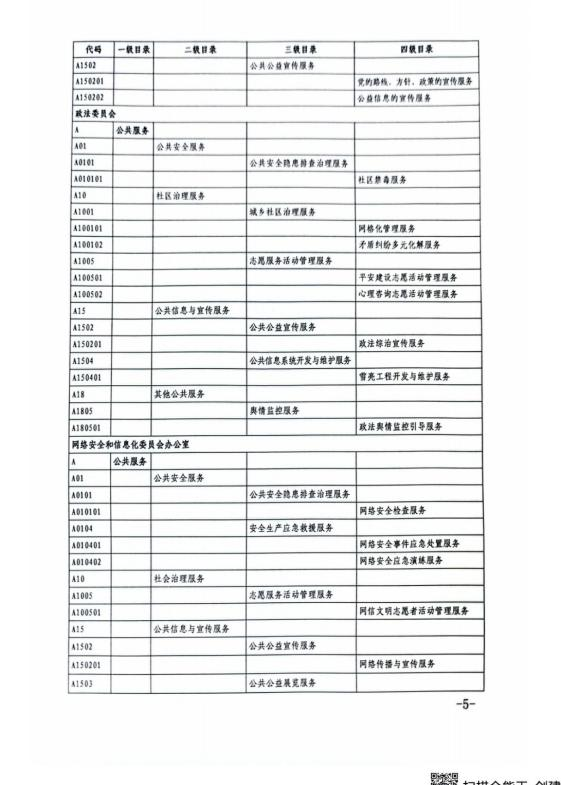 代码 一级目录 二级目录 三级目录 四级目录
A1502 公共公益宣传服务
A150201 党的路线、方针、政策的宣传服务
A150202 公益信息的宣传服务
政法委员会
A 公共服务
A01 公共安全服务
A0101 公共安全隐患排查治理服务
A010101 社区禁毒服务
A10 社区治理服务
A1001 城乡社区治理服务
A100101 网格化管理服务
A100102 矛盾纠纷多元化解服务
A1005 志愿服务活动管理服务
A100501 平安建设志愿活动管理服务
A100502 心理咨询志愿活动管理服务
A15 公共信息与宣传服务
A1502 公共公益宣传服务
A150201 政法综治宣传服务
A1504 公共信息系统开发与维护服务
A150401 雪亮工程开发与维护服务
A18 其他公共服务
A1805 舆情监控服务
A180501 政法舆情监控引导服务
网络安全和信息化委员会办公室
A 公共服务
A01 公共安全服务
A0101 公共安全隐患排查治理服务
A010101 网络安全检查服务
A0104 安全生产应急救援服务
A010401 网络安全事件应急处置服务
A010402 网络安全应急演练服务
A10 社会治理服务
A1005 志愿服务活动管理服务
A100501 网信文明志愿者活动管理服务
A15 公共信息与宣传服务
A1502 公共公益宣传服务
A150201 网络传播与宣传服务
A1503 公共公益展览服务
-5-